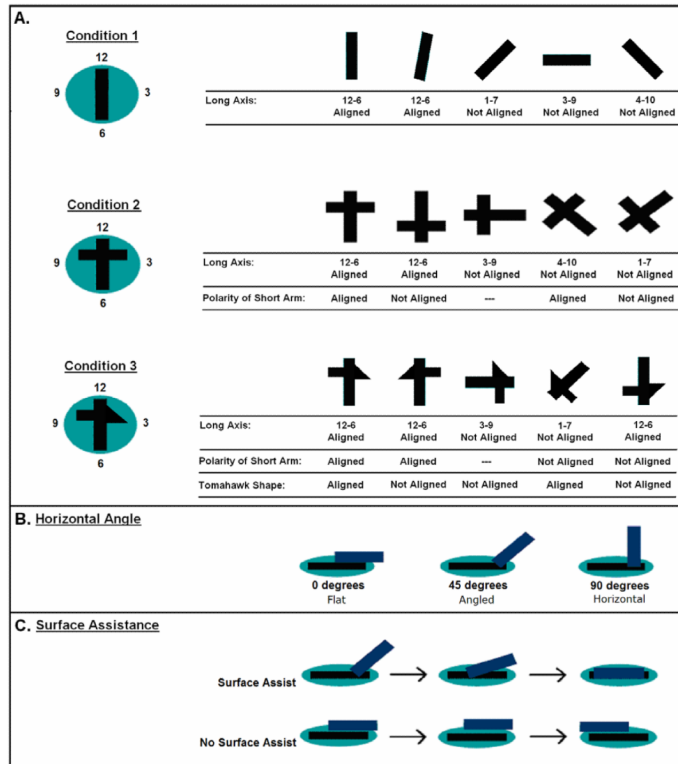 A.
Condition 1
12
9 3
6
Long Axis: 12-6 12-6 1-7 3-9 4-10
Aligned Aligned Not Aligned Not Aligned Not Aligned
Condition 2
12
9 3
6
Long Axis: 12-6 12-6 3-9 4-10 1-7
Aligned Aligned Not Aligned Not Aligned Not Aligned
Polarity of Short Arm: Aligned Not Aligned --- Aligned Not Aligned
Condition 3
12
9 3
6
Long Axis: 12-6 12-6 3-9 1-7 12-6
Aligned Aligned Not Aligned Not Aligned Aligned
Polarity of Short Arm: Aligned Aligned --- Not Aligned Not Aligned
Tomahawk Shape: Aligned Not Aligned Not Aligned Aligned Not Aligned
B. Horizontal Angle
0 degrees 45 degrees 90 degrees
Flat Angled Horizontal
C. Surface Assistance
Surface Assist
No Surface Assist